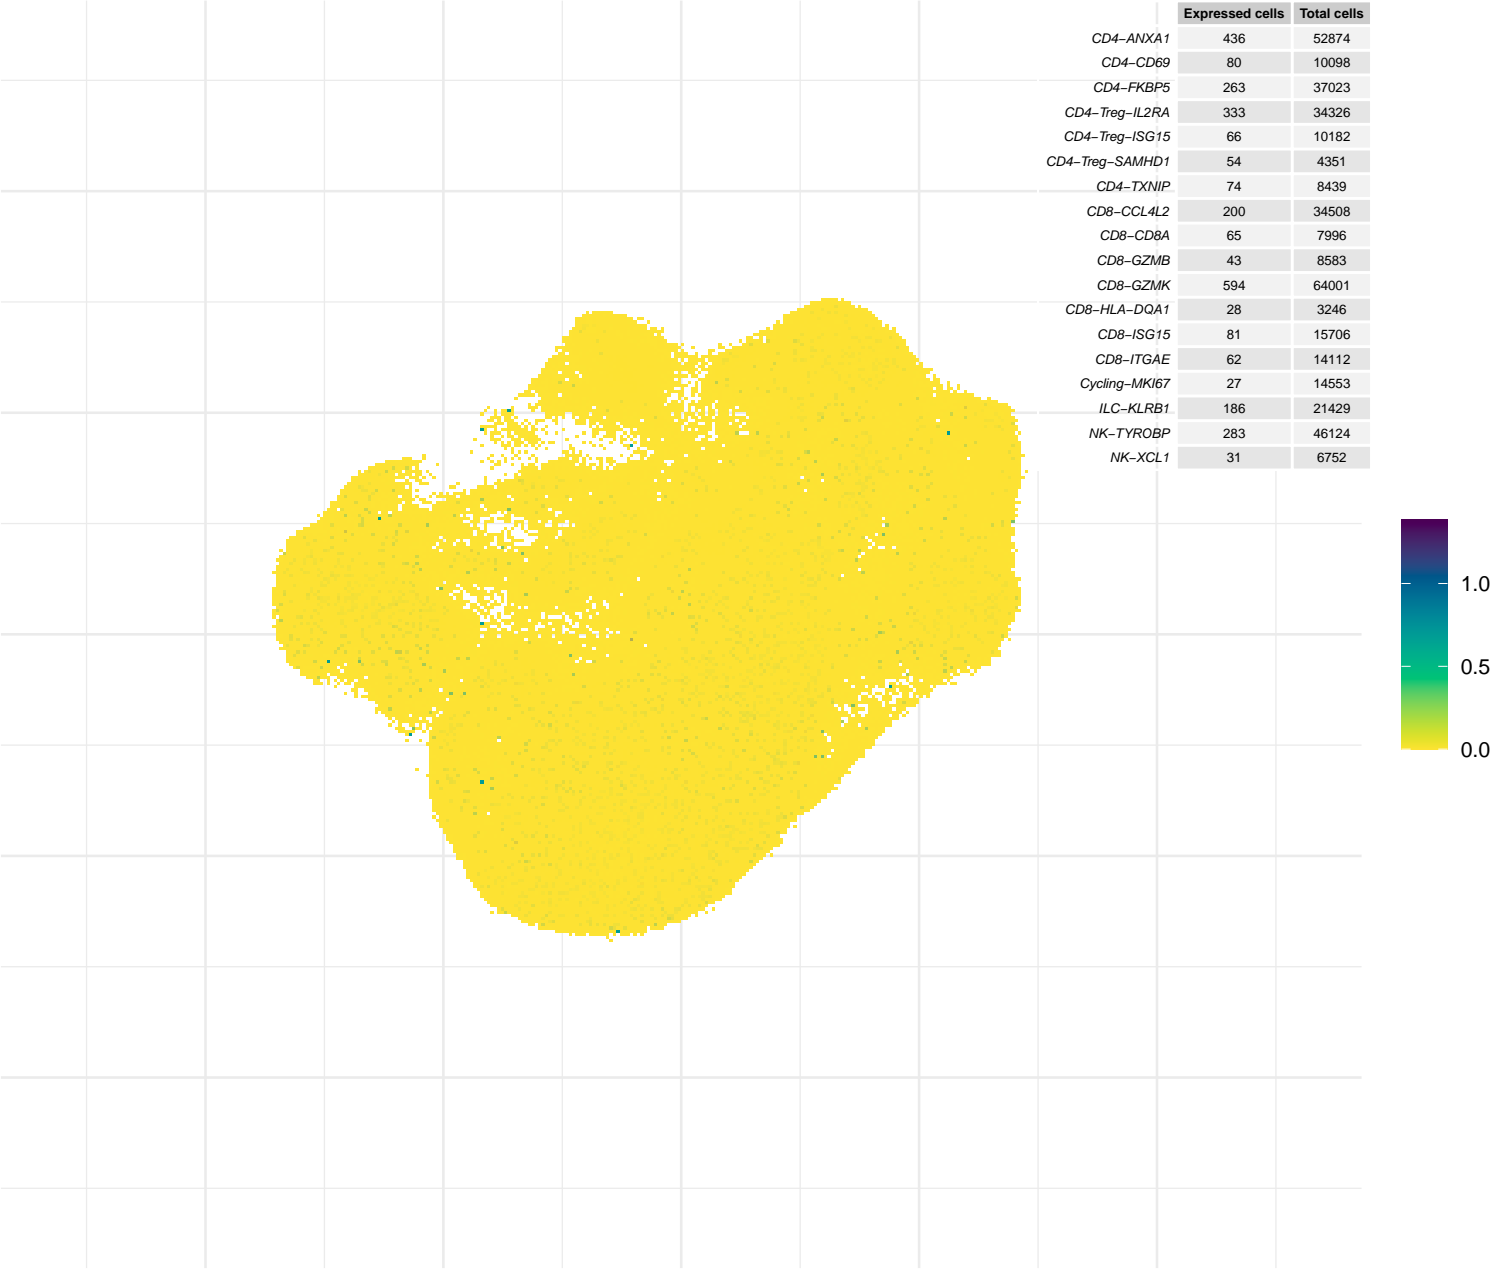 Expressed cells Total cells
CD4−ANXA1 436 52874
CD4−CD69 80 10098
CD4−FKBP5 263 37023
CD4−Treg−IL2RA 333 34326
CD4−Treg−ISG15 66 10182
CD4−Treg−SAMHD1 54 4351
CD4−TXNIP 74 8439
CD8−CCL4L2 200 34508
CD8−CD8A 65 7996
CD8−GZMB 43 8583
CD8−GZMK 594 64001
CD8−HLA−DQA1 28 3246
CD8−ISG15 81 15706
CD8−ITGAE 62 14112
Cycling−MKI67 27 14553
ILC−KLRB1 186 21429
NK−TYROBP 283 46124
NK−XCL1 31 6752
1.0
0.5
0.0